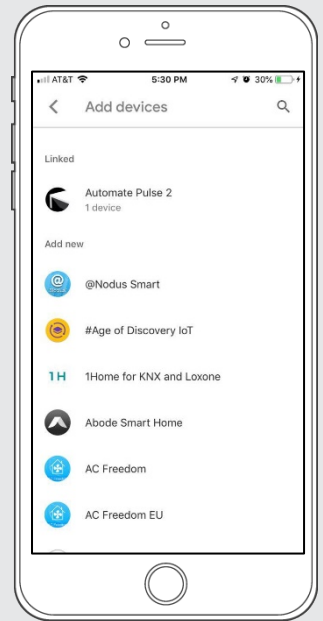 AT&T 5:30 PM 30%
Add devices
Linked
Automate Pulse 2
1 device
Add new
@Nodus Smart
#Age of Discovery IoT
1H 1Home for KNX and Loxone
Abode Smart Home
AC Freedom
AC Freedom EU